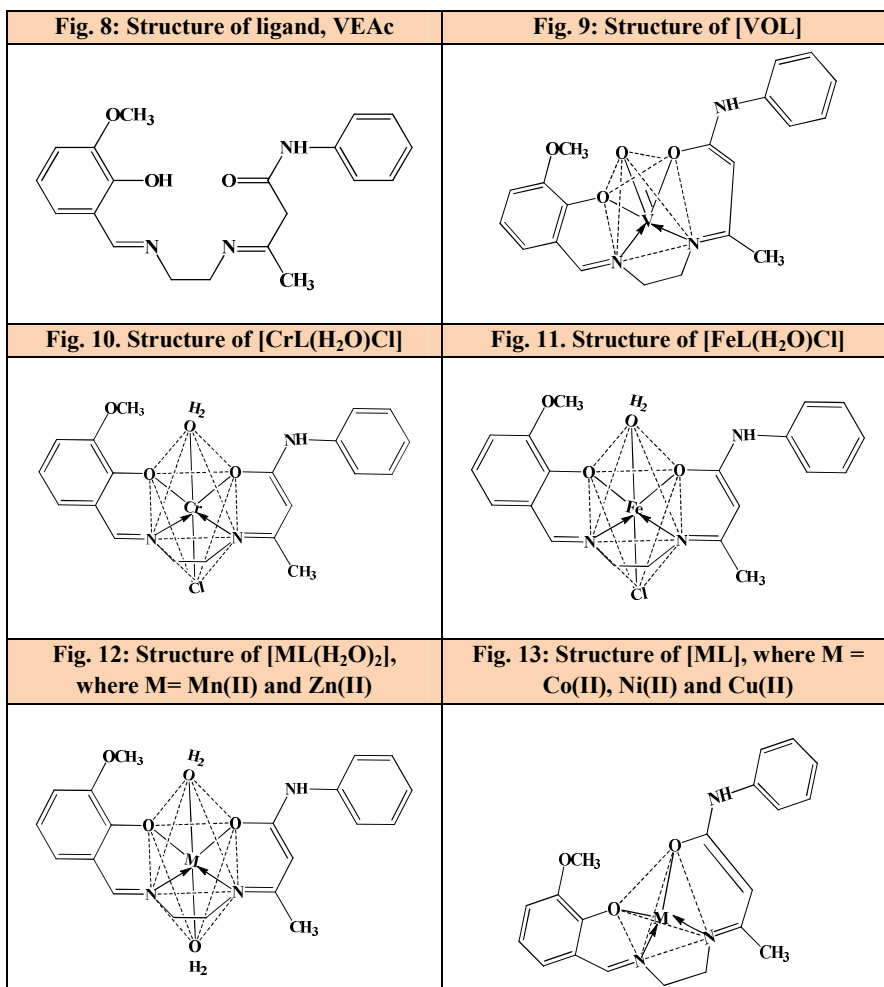 Fig. 8: Structure of ligand, VEAc
Fig. 9: Structure of [VOL]
OCH₃
OH
O
NH
N
N
CH₃
NH
OCH₃
O
O
O
V
N
N
CH₃
Fig. 10. Structure of [CrL(H₂O)Cl]
Fig. 11. Structure of [FeL(H₂O)Cl]
H₂
O
OCH₃
NH
O
O
Cr
N
N
CH₃
Cl
H₂
O
OCH₃
NH
O
O
Fe
N
N
CH₃
Cl
Fig. 12: Structure of [ML(H₂O)₂],
where M= Mn(II) and Zn(II)
Fig. 13: Structure of [ML], where M =
Co(II), Ni(II) and Cu(II)
H₂
O
OCH₃
NH
O
O
M
N
N
CH₃
O
H₂
NH
O
OCH₃
O
M
N
N
CH₃